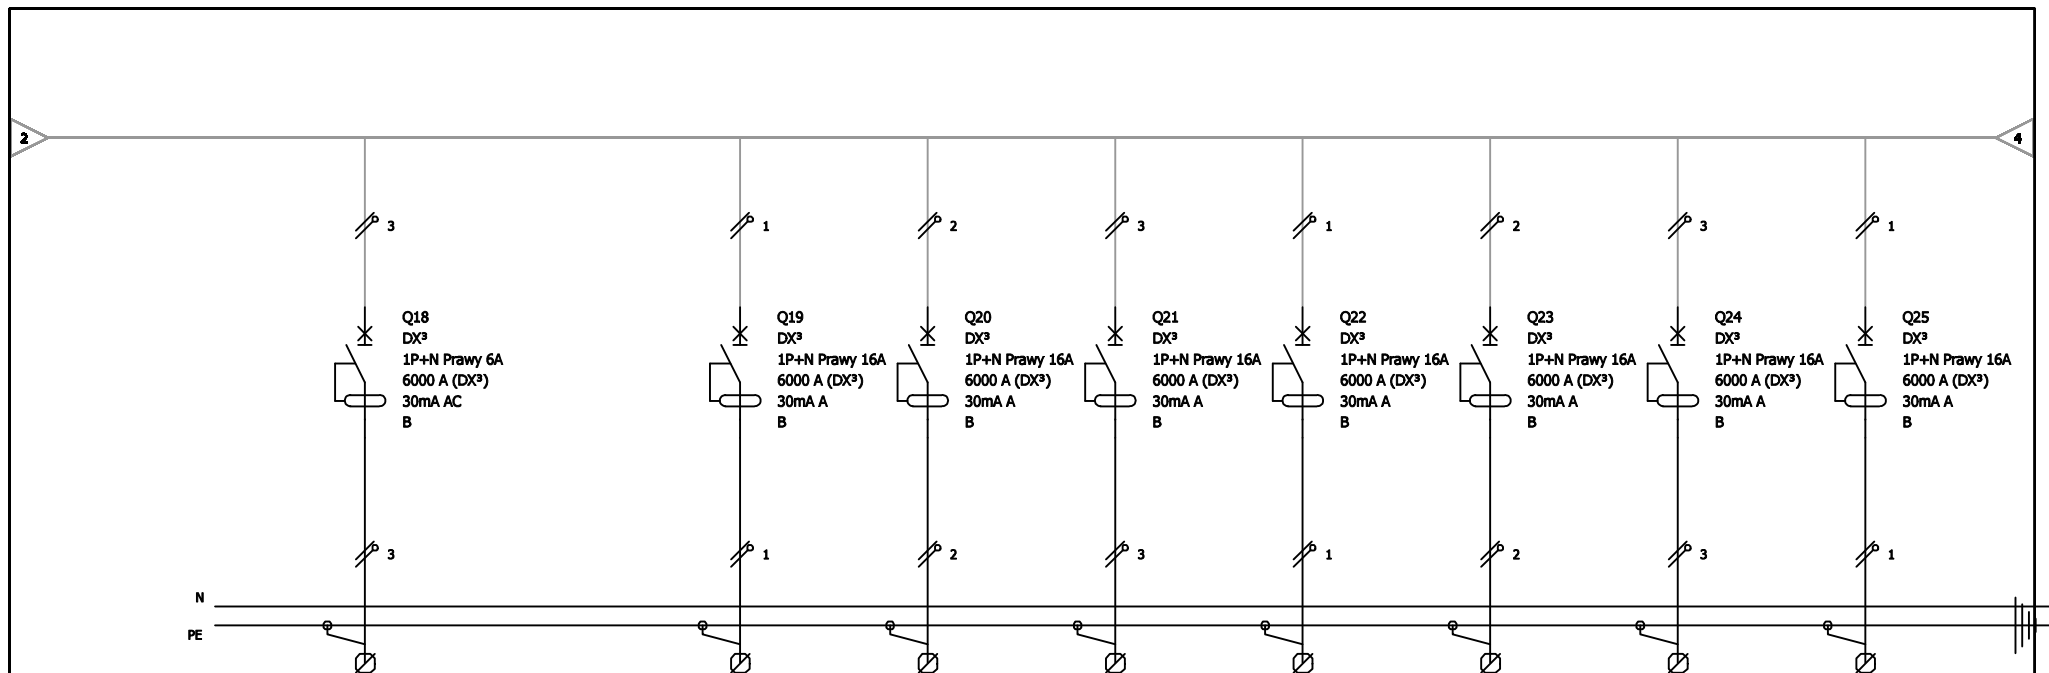 2
4
3
1
2
3
1
2
3
1
Q18
DX³
1P+N Prawy 6A
6000 A (DX³)
30mA AC
B
Q19
DX³
1P+N Prawy 16A
6000 A (DX³)
30mA A
B
Q20
DX³
1P+N Prawy 16A
6000 A (DX³)
30mA A
B
Q21
DX³
1P+N Prawy 16A
6000 A (DX³)
30mA A
B
Q22
DX³
1P+N Prawy 16A
6000 A (DX³)
30mA A
B
Q23
DX³
1P+N Prawy 16A
6000 A (DX³)
30mA A
B
Q24
DX³
1P+N Prawy 16A
6000 A (DX³)
30mA A
B
Q25
DX³
1P+N Prawy 16A
6000 A (DX³)
30mA A
B
3
1
2
3
1
2
3
1
N
PE